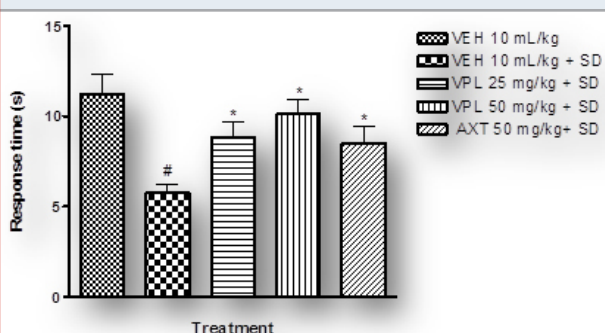 15
10
5
0
Response time (s)
#
*
*
*
Treatment
VEH 10 mL/kg
VEH 10 mL/kg + SD
VPL 25 mg/kg + SD
VPL 50 mg/kg + SD
AXT 50 mg/kg+ SD